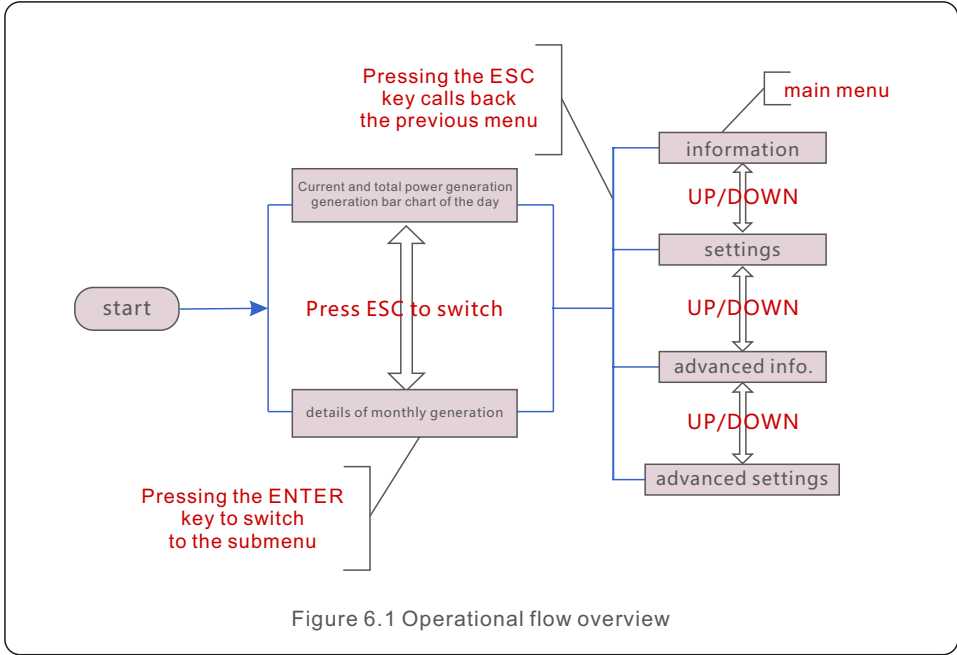 Pressing the ESC
key calls back
the previous menu
main menu
information
UP/DOWN
settings
UP/DOWN
advanced info.
UP/DOWN
advanced settings
Current and total power generation
generation bar chart of the day
start
Press ESC to switch
details of monthly generation
Pressing the ENTER
key to switch
to the submenu
Figure 6.1 Operational flow overview